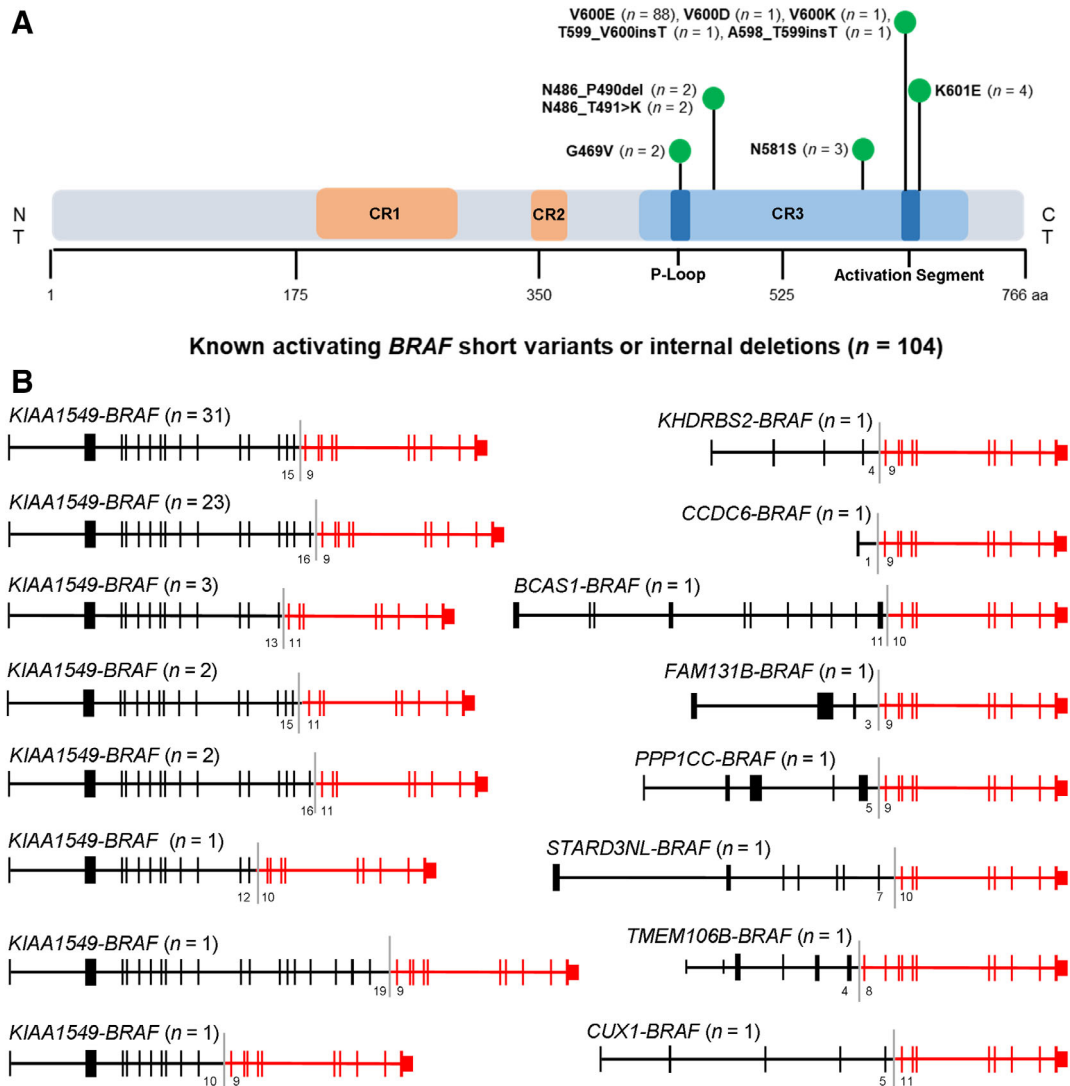 A
V600E (n = 88), V600D (n = 1), V600K (n = 1),
T599_V600insT (n = 1), A598_T599insT (n = 1)
N486_P490del (n = 2)
N486_T491>K (n = 2)
K601E (n = 4)
G469V (n = 2)
N581S (n = 3)
N
T
CR1
CR2
CR3
C
T
P-Loop
Activation Segment
1
175
350
525
766 aa
Known activating BRAF short variants or internal deletions (n = 104)
B
KIAA1549-BRAF (n = 31)
15 9
KIAA1549-BRAF (n = 23)
16 9
KIAA1549-BRAF (n = 3)
13 11
KIAA1549-BRAF (n = 2)
15 11
KIAA1549-BRAF (n = 2)
16 11
KIAA1549-BRAF (n = 1)
12 10
KIAA1549-BRAF (n = 1)
19 9
KIAA1549-BRAF (n = 1)
10 9
KHDRBS2-BRAF (n = 1)
4 9
CCDC6-BRAF (n = 1)
1 9
BCAS1-BRAF (n = 1)
11 10
FAM131B-BRAF (n = 1)
3 9
PPP1CC-BRAF (n = 1)
5 9
STARD3NL-BRAF (n = 1)
7 10
TMEM106B-BRAF (n = 1)
4 8
CUX1-BRAF (n = 1)
5 11